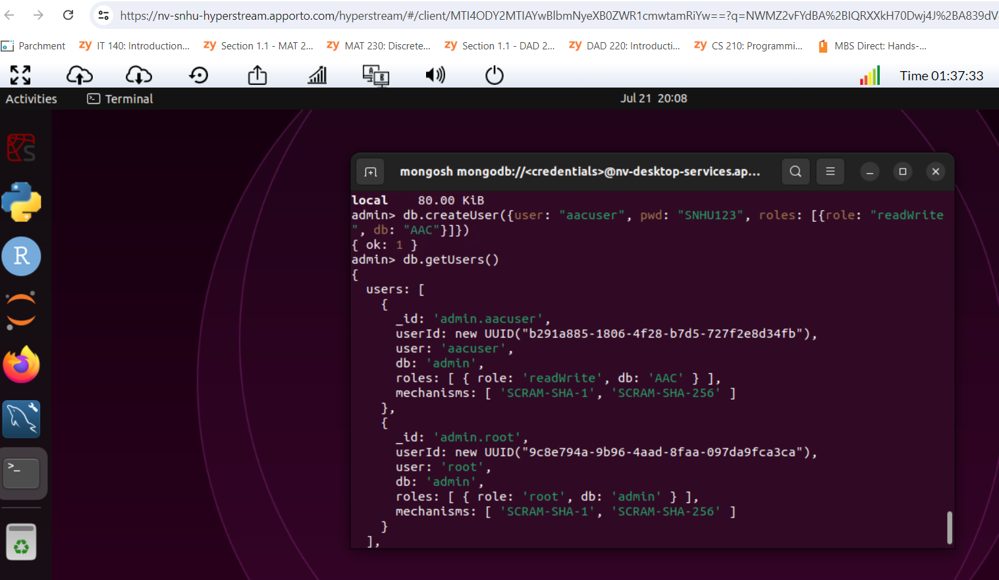 https://nv-snhu-hyperstream.apporto.com/hyperstream/#/client/MTI4ODY2MTIAYwBlbmNyeXB0ZWR1cmwtamRiYw==?q=NWMZ2vFYdBA%2BIQRXXkH70Dwj4J%2BA839dV
Parchment zy IT 140: Introduction... zy Section 1.1 - MAT 2... zy MAT 230: Discrete... zy Section 1.1 - DAD 2... zy DAD 220: Introducti... zy CS 210: Programmi... MBS Direct: Hands-...
A B Time 01:37:33
Activities Terminal Jul 21 20:08
S
mongosh mongodb://<credentials>@nv-desktop-services.ap...
local 80.00 KiB
admin> db.createUser({user: "aacuser", pwd: "SNHU123", roles: [{role: "readWrite
", db: "AAC"}]})
{ ok: 1 }
admin> db.getUsers()
{
users: [
{
_id: 'admin.aacuser',
userId: new UUID("b291a885-1806-4f28-b7d5-727f2e8d34fb"),
user: 'aacuser',
db: 'admin',
roles: [ { role: 'readWrite', db: 'AAC' } ],
mechanisms: [ 'SCRAM-SHA-1', 'SCRAM-SHA-256' ]
},
{
_id: 'admin.root',
userId: new UUID("9c8e794a-9b96-4aad-8faa-097da9fca3ca"),
user: 'root',
db: 'admin',
roles: [ { role: 'root', db: 'admin' } ],
mechanisms: [ 'SCRAM-SHA-1', 'SCRAM-SHA-256' ]
}
],
R
>_